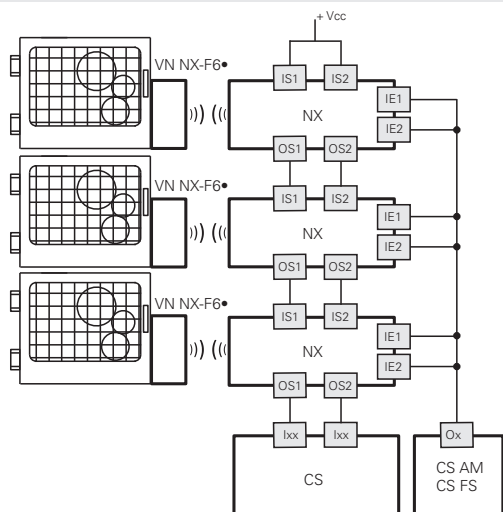 + Vcc
VN NX-F6•
IS1 IS2
NX
IE1
IE2
OS1 OS2
VN NX-F6•
IS1 IS2
NX
IE1
IE2
OS1 OS2
VN NX-F6•
IS1 IS2
NX
IE1
IE2
OS1 OS2
Ixx Ixx
CS
Ox
CS AM
CS FS